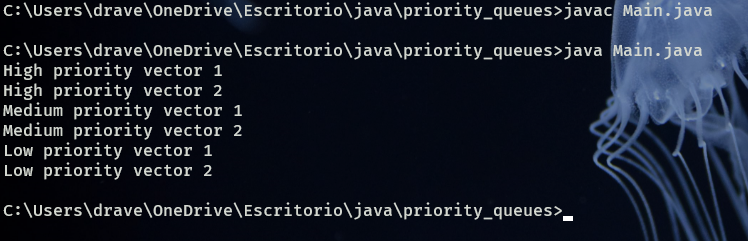 C:\Users\drave\OneDrive\Escritorio\java\priority_queues>javac Main.java
C:\Users\drave\OneDrive\Escritorio\java\priority_queues>java Main.java
High priority vector 1
High priority vector 2
Medium priority vector 1
Medium priority vector 2
Low priority vector 1
Low priority vector 2
C:\Users\drave\OneDrive\Escritorio\java\priority_queues>